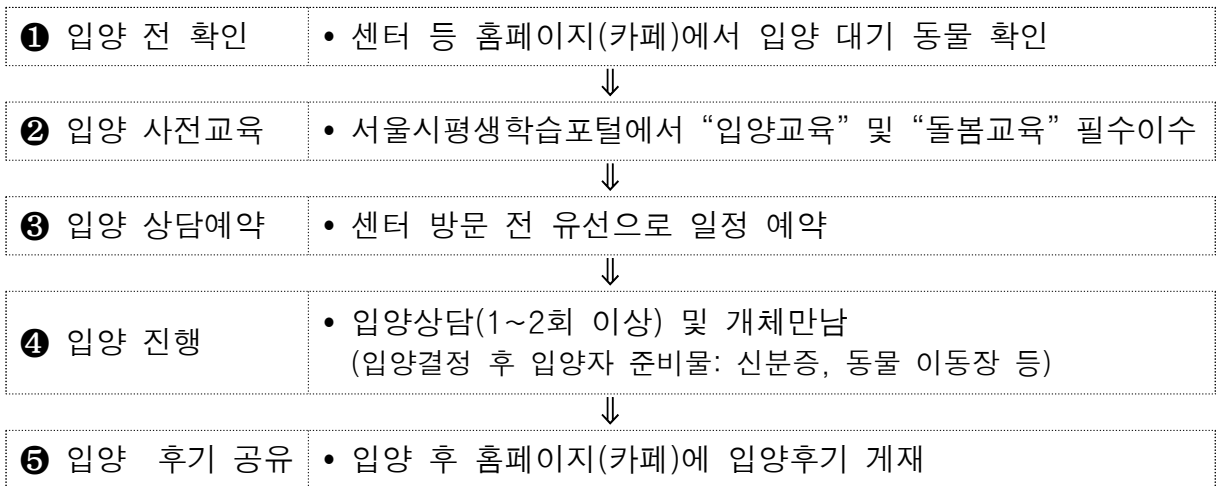 ❶ 입양 전 확인 • 센터 등 홈페이지(카페)에서 입양 대기 동물 확인
⇓
❷ 입양 사전교육 • 서울시평생학습포털에서 “입양교육” 및 “돌봄교육” 필수이수
⇓
❸ 입양 상담예약 • 센터 방문 전 유선으로 일정 예약
⇓
❹ 입양 진행 • 입양상담(1~2회 이상) 및 개체만남
(입양결정 후 입양자 준비물: 신분증, 동물 이동장 등)
⇓
❺ 입양 후기 공유 • 입양 후 홈페이지(카페)에 입양후기 게재